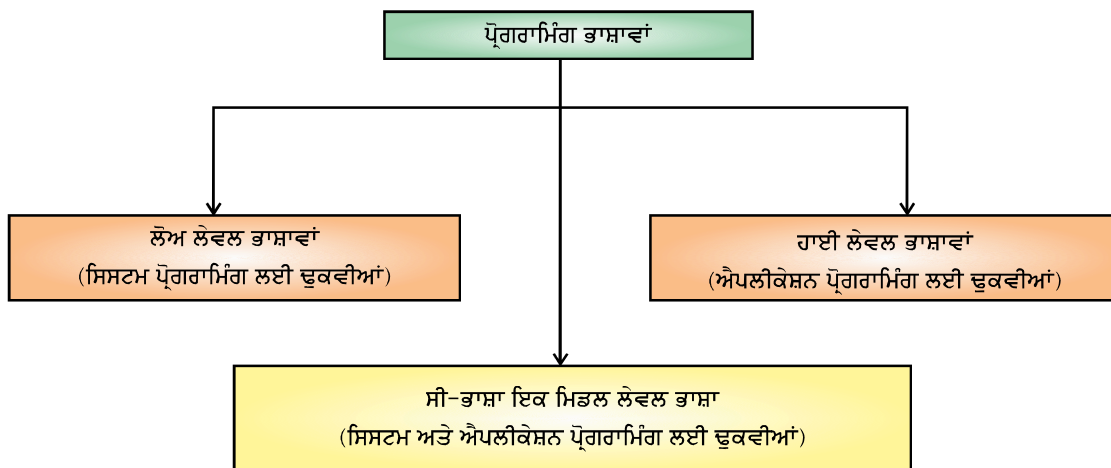 ਪ੍ਰੋਗਰਾਮਿੰਗ ਭਾਸ਼ਾਵਾਂ
ਲੋਅ ਲੇਵਲ ਭਾਸ਼ਾਵਾਂ
(ਸਿਸਟਮ ਪ੍ਰੋਗਰਾਮਿੰਗ ਲਈ ਢੁਕਵੀਆਂ)
ਹਾਈ ਲੇਵਲ ਭਾਸ਼ਾਵਾਂ
(ਐਪਲੀਕੇਸ਼ਨ ਪ੍ਰੋਗਰਾਮਿੰਗ ਲਈ ਢੁਕਵੀਆਂ)
ਸੀ-ਭਾਸ਼ਾ ਇਕ ਮਿਡਲ ਲੇਵਲ ਭਾਸ਼ਾ
(ਸਿਸਟਮ ਅਤੇ ਐਪਲੀਕੇਸ਼ਨ ਪ੍ਰੋਗਰਾਮਿੰਗ ਲਈ ਢੁਕਵੀਆਂ)